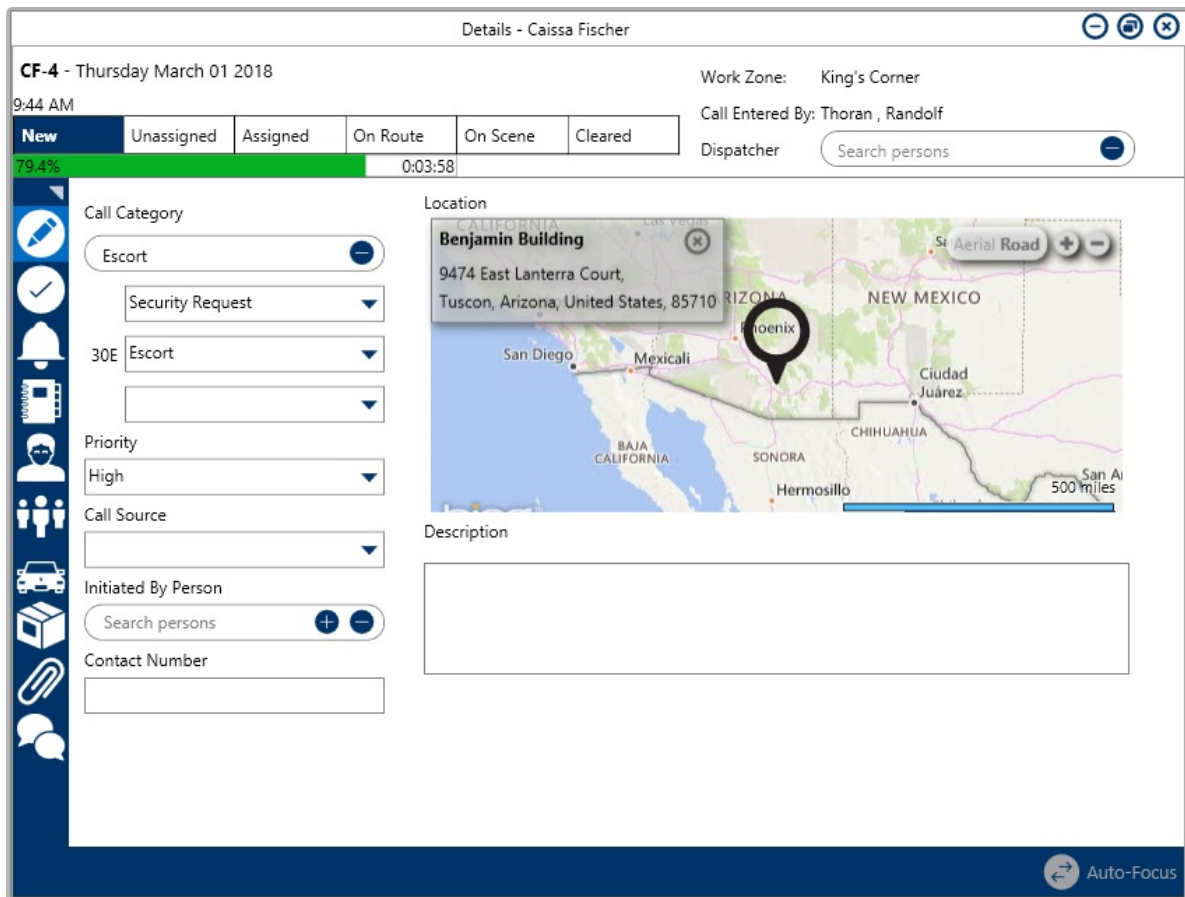 Details - Caissa Fischer
CF-4 - Thursday March 01 2018
9:44 AM
Work Zone: King's Corner
Call Entered By: Thoran , Randolf
Dispatcher Search persons
New Unassigned Assigned On Route On Scene Cleared
79.4% 0:03:58
Call Category
Escort
Security Request
30E Escort
Priority
High
Call Source
Initiated By Person
Search persons
Contact Number
Location
CALIFORNIA
Las Vegas
Benjamin Building
9474 East Lanterra Court,
Tuscon, Arizona, United States, 85710
Aerial Road
ARIZONA
NEW MEXICO
Phoenix
San Diego
Mexicali
Ciudad
Juárez
CHIHUAHUA
BAJA
CALIFORNIA
SONORA
Hermosillo
500 miles
Description
Auto-Focus